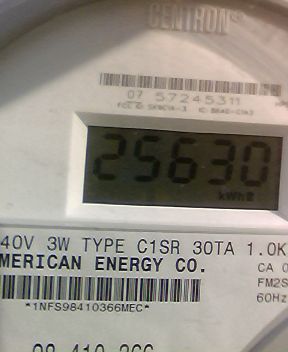 CENTRON
07 57245311
25630
kWh
40V 3W TYPE C1SR 30TA 1.0K
MERICAN ENERGY CO.
CA 0
FM2S
60Hz
*1NFS98410366MEC*